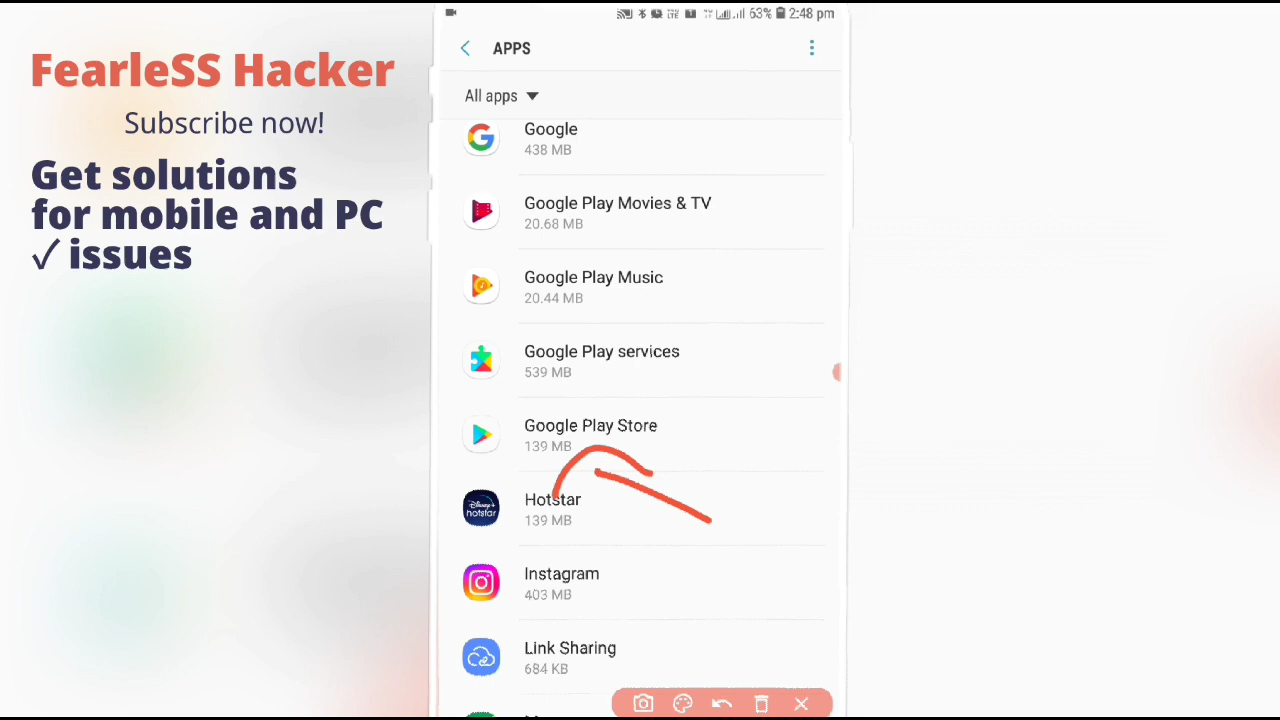 FearleSS Hacker
Subscribe now!
Get solutions
for mobile and PC
✓ issues
63% 2:48 pm
APPS
All apps
Google
438 MB
Google Play Movies & TV
20.68 MB
Google Play Music
20.44 MB
Google Play services
539 MB
Google Play Store
139 MB
Hotstar
139 MB
Disney+
hotstar
Instagram
403 MB
Link Sharing
684 KB